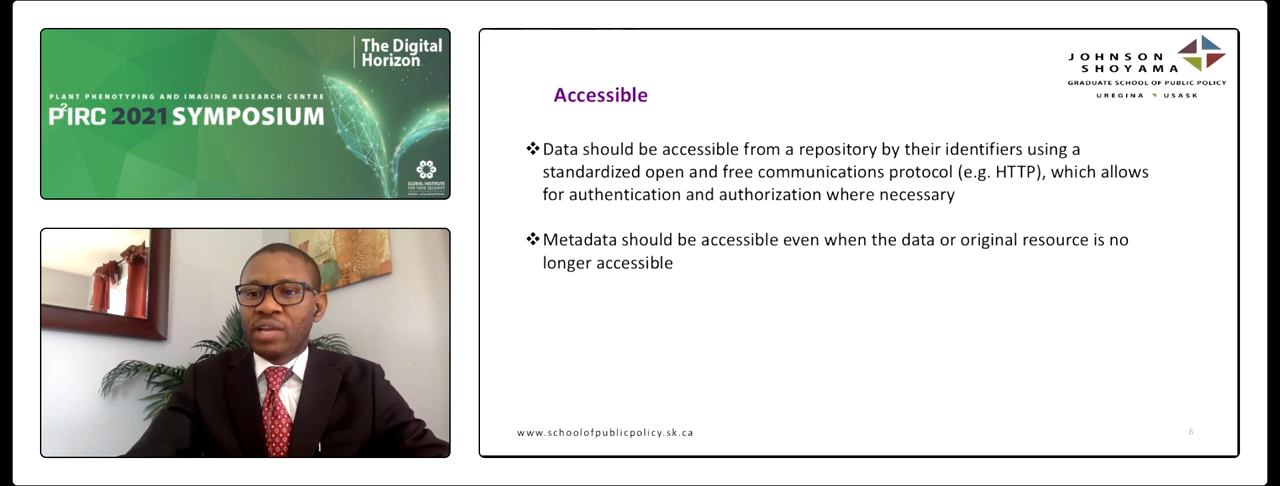 The Digital
Horizon
PLANT PHENOTYPING AND IMAGING RESEARCH CENTRE
P²IRC 2021 SYMPOSIUM
GLOBAL INSTITUTE
FOR FOOD SECURITY
JOHNSON
SHOYAMA
GRADUATE SCHOOL OF PUBLIC POLICY
UREGINA USASK
Accessible
❖Data should be accessible from a repository by their identifiers using a
standardized open and free communications protocol (e.g. HTTP), which allows
for authentication and authorization where necessary
❖Metadata should be accessible even when the data or original resource is no
longer accessible
www.schoolofpublicpolicy.sk.ca
6